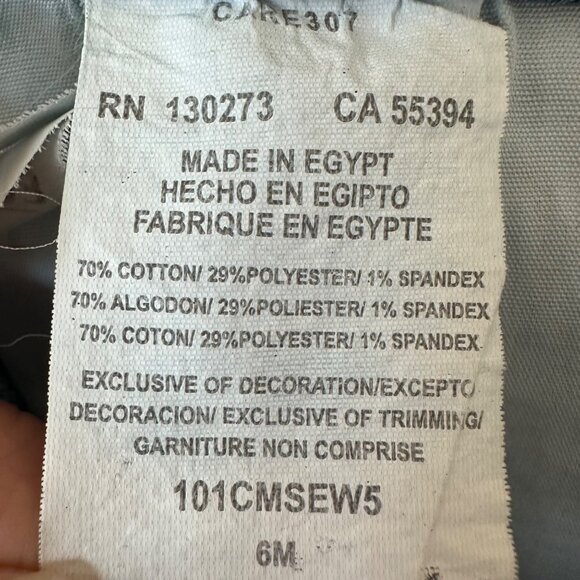 CARE307
RN 130273 CA 55394
MADE IN EGYPT
HECHO EN EGIPTO
FABRIQUE EN EGYPTE
70% COTTON/ 29%POLYESTER/ 1% SPANDEX
70% ALGODON/ 29%POLIESTER/ 1% SPANDEX
70% COTON/ 29%POLYESTER/ 1% SPANDEX
EXCLUSIVE OF DECORATION/EXCEPTO
DECORACION/ EXCLUSIVE OF TRIMMING/
GARNITURE NON COMPRISE
101CMSEW5
6M